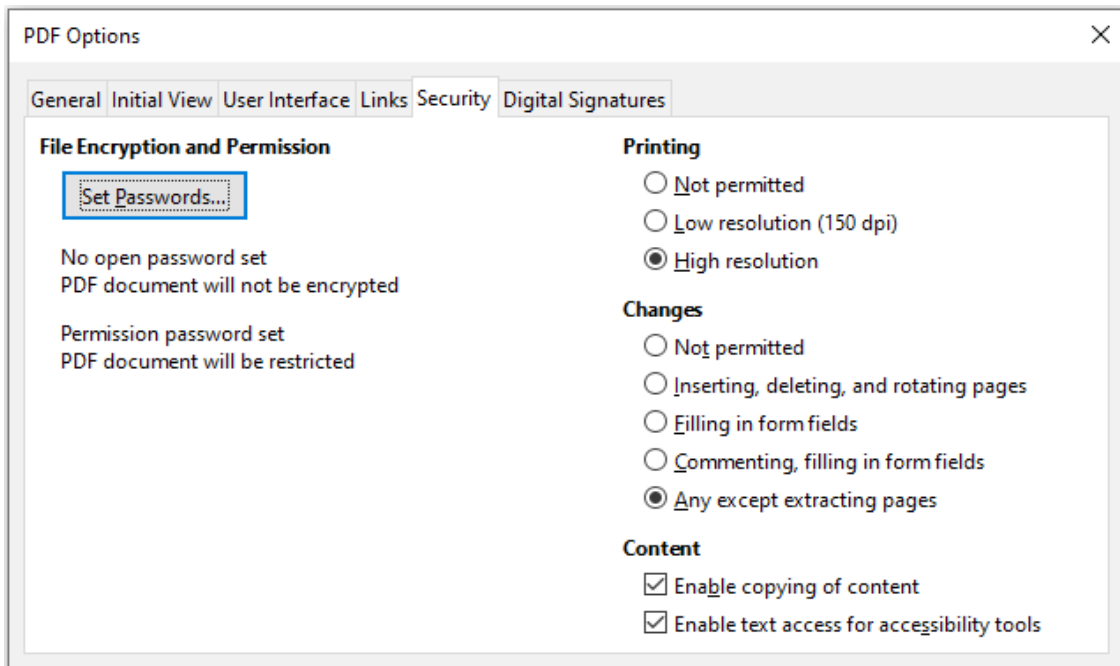 PDF Options
General Initial View User Interface Links Security Digital Signatures
File Encryption and Permission
Set Passwords...
No open password set
PDF document will not be encrypted
Permission password set
PDF document will be restricted
Printing
Not permitted
Low resolution (150 dpi)
High resolution
Changes
Not permitted
Inserting, deleting, and rotating pages
Filling in form fields
Commenting, filling in form fields
Any except extracting pages
Content
Enable copying of content
Enable text access for accessibility tools